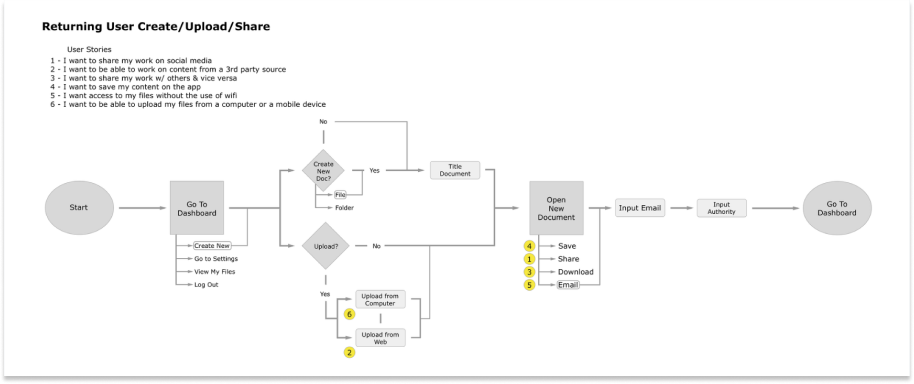 Returning User Create/Upload/Share
User Stories
1 - I want to share my work on social media
2 - I want to be able to work on content from a 3rd party source
3 - I want to share my work w/ others & vice versa
4 - I want to save my content on the app
5 - I want access to my files without the use of wifi
6 - I want to be able to upload my files from a computer or a mobile device
Start
Go To
Dashboard
Create New
Go to Settings
View My Files
Log Out
No
Create
New
Doc?
Yes
File
Folder
Title
Document
Upload?
No
Yes
Upload from
Computer
6
Upload from
Web
2
Open
New
Document
4
Save
1
Share
3
Download
5
Email
Input Email
Input
Authority
Go To
Dashboard